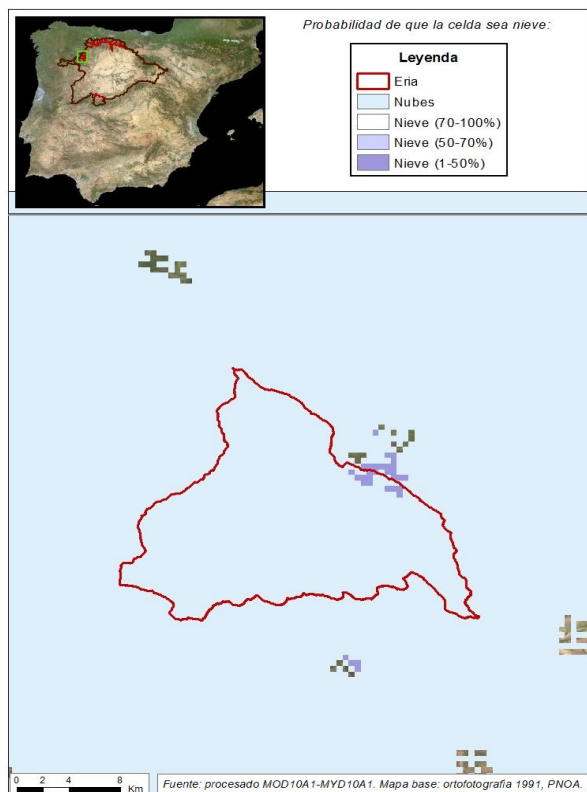 Probabilidad de que la celda sea nieve:
Leyenda
Eria
Nubes
Nieve (70-100%)
Nieve (50-70%)
Nieve (1-50%)
0 2 4 8
Km
Fuente: procesado MOD10A1-MYD10A1. Mapa base: ortofotografia 1991, PNOA.